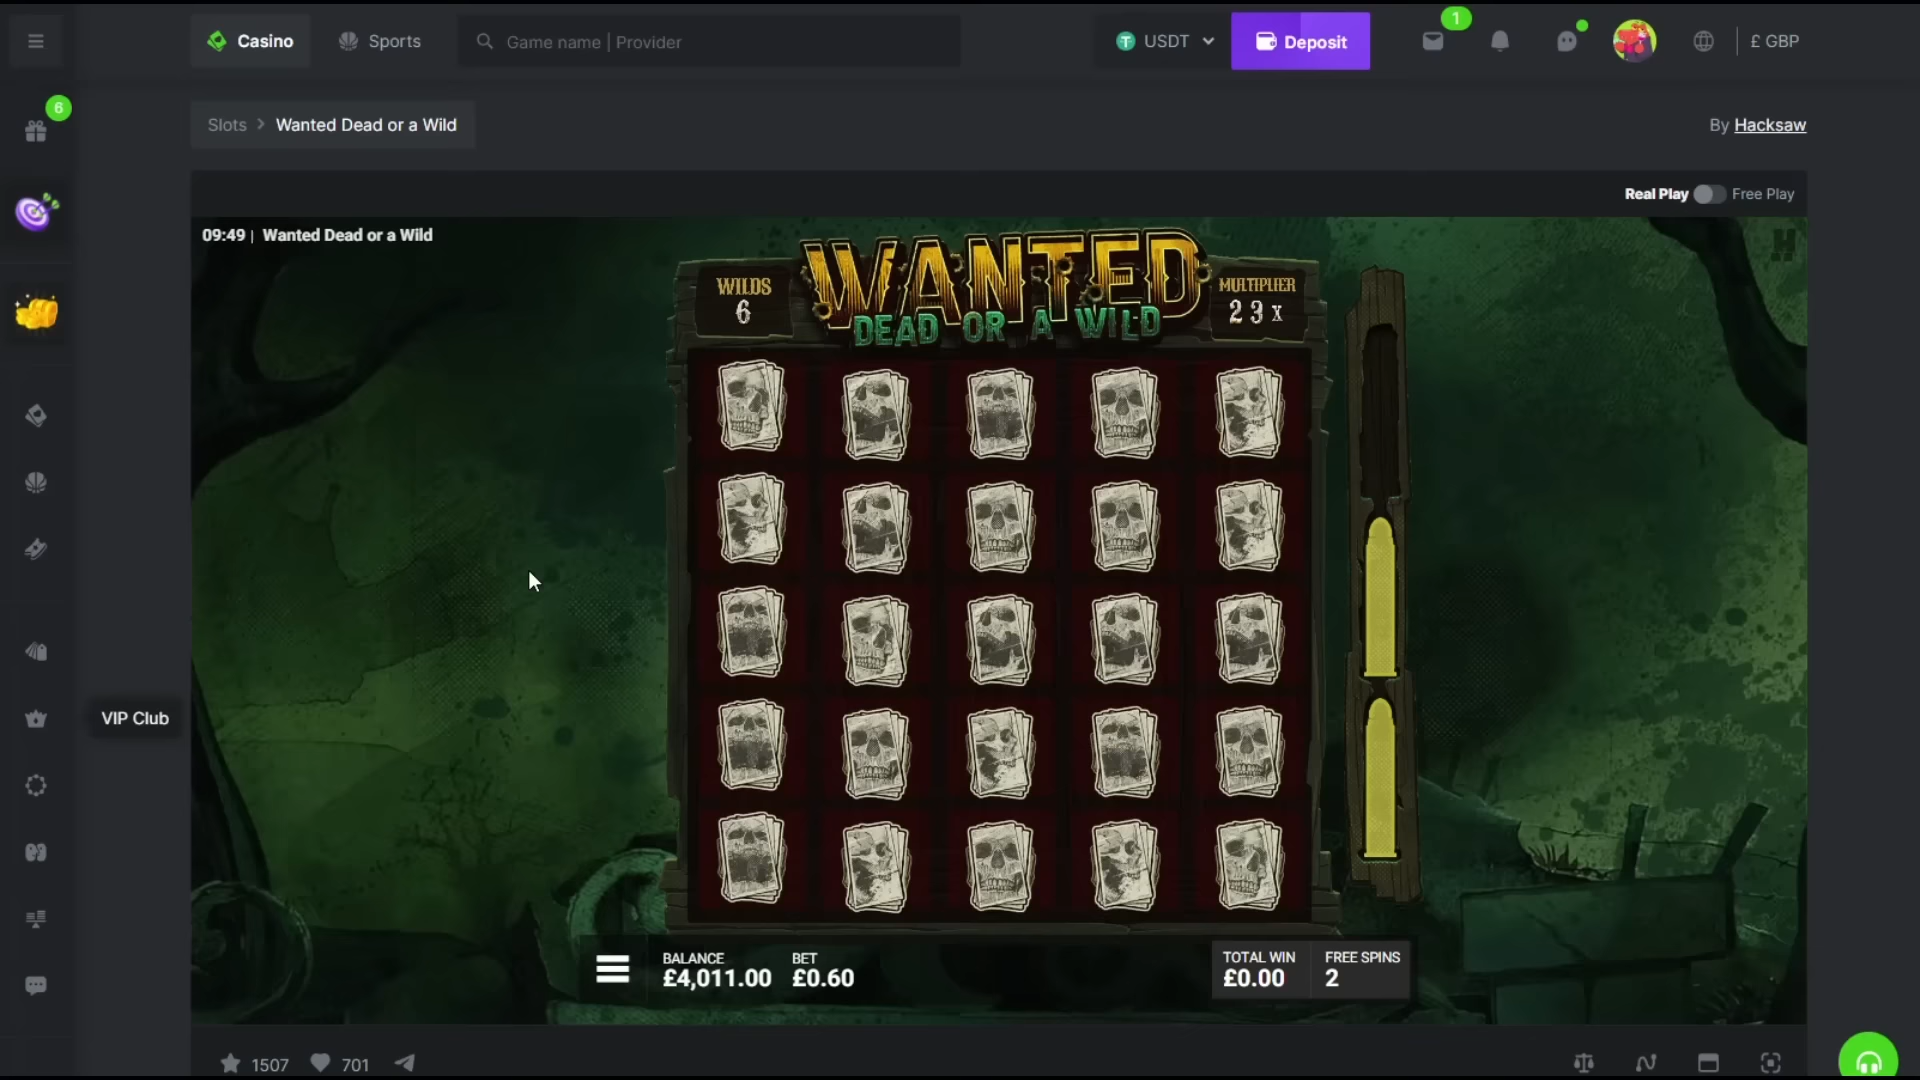 Casino
Sports
Game name | Provider
USDT
Deposit
1
£ GBP
6
Slots > Wanted Dead or a Wild
By Hacksaw
Real Play
Free Play
09:49 | Wanted Dead or a Wild
WANTED
DEAD OR A WILD
WILDS
6
MULTIPLIER
23 x
VIP Club
BALANCE
£4,011.00
BET
£0.60
TOTAL WIN
£0.00
FREE SPINS
2
1507
701